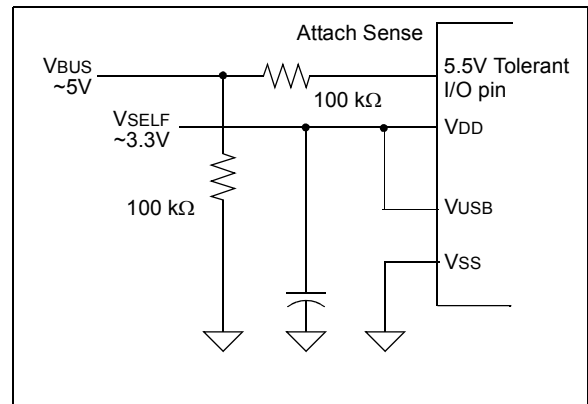 Attach Sense
VBUS
~5V
5.5V Tolerant
I/O pin
100 kΩ
VSELF
~3.3V
VDD
100 kΩ
VUSB
VSS